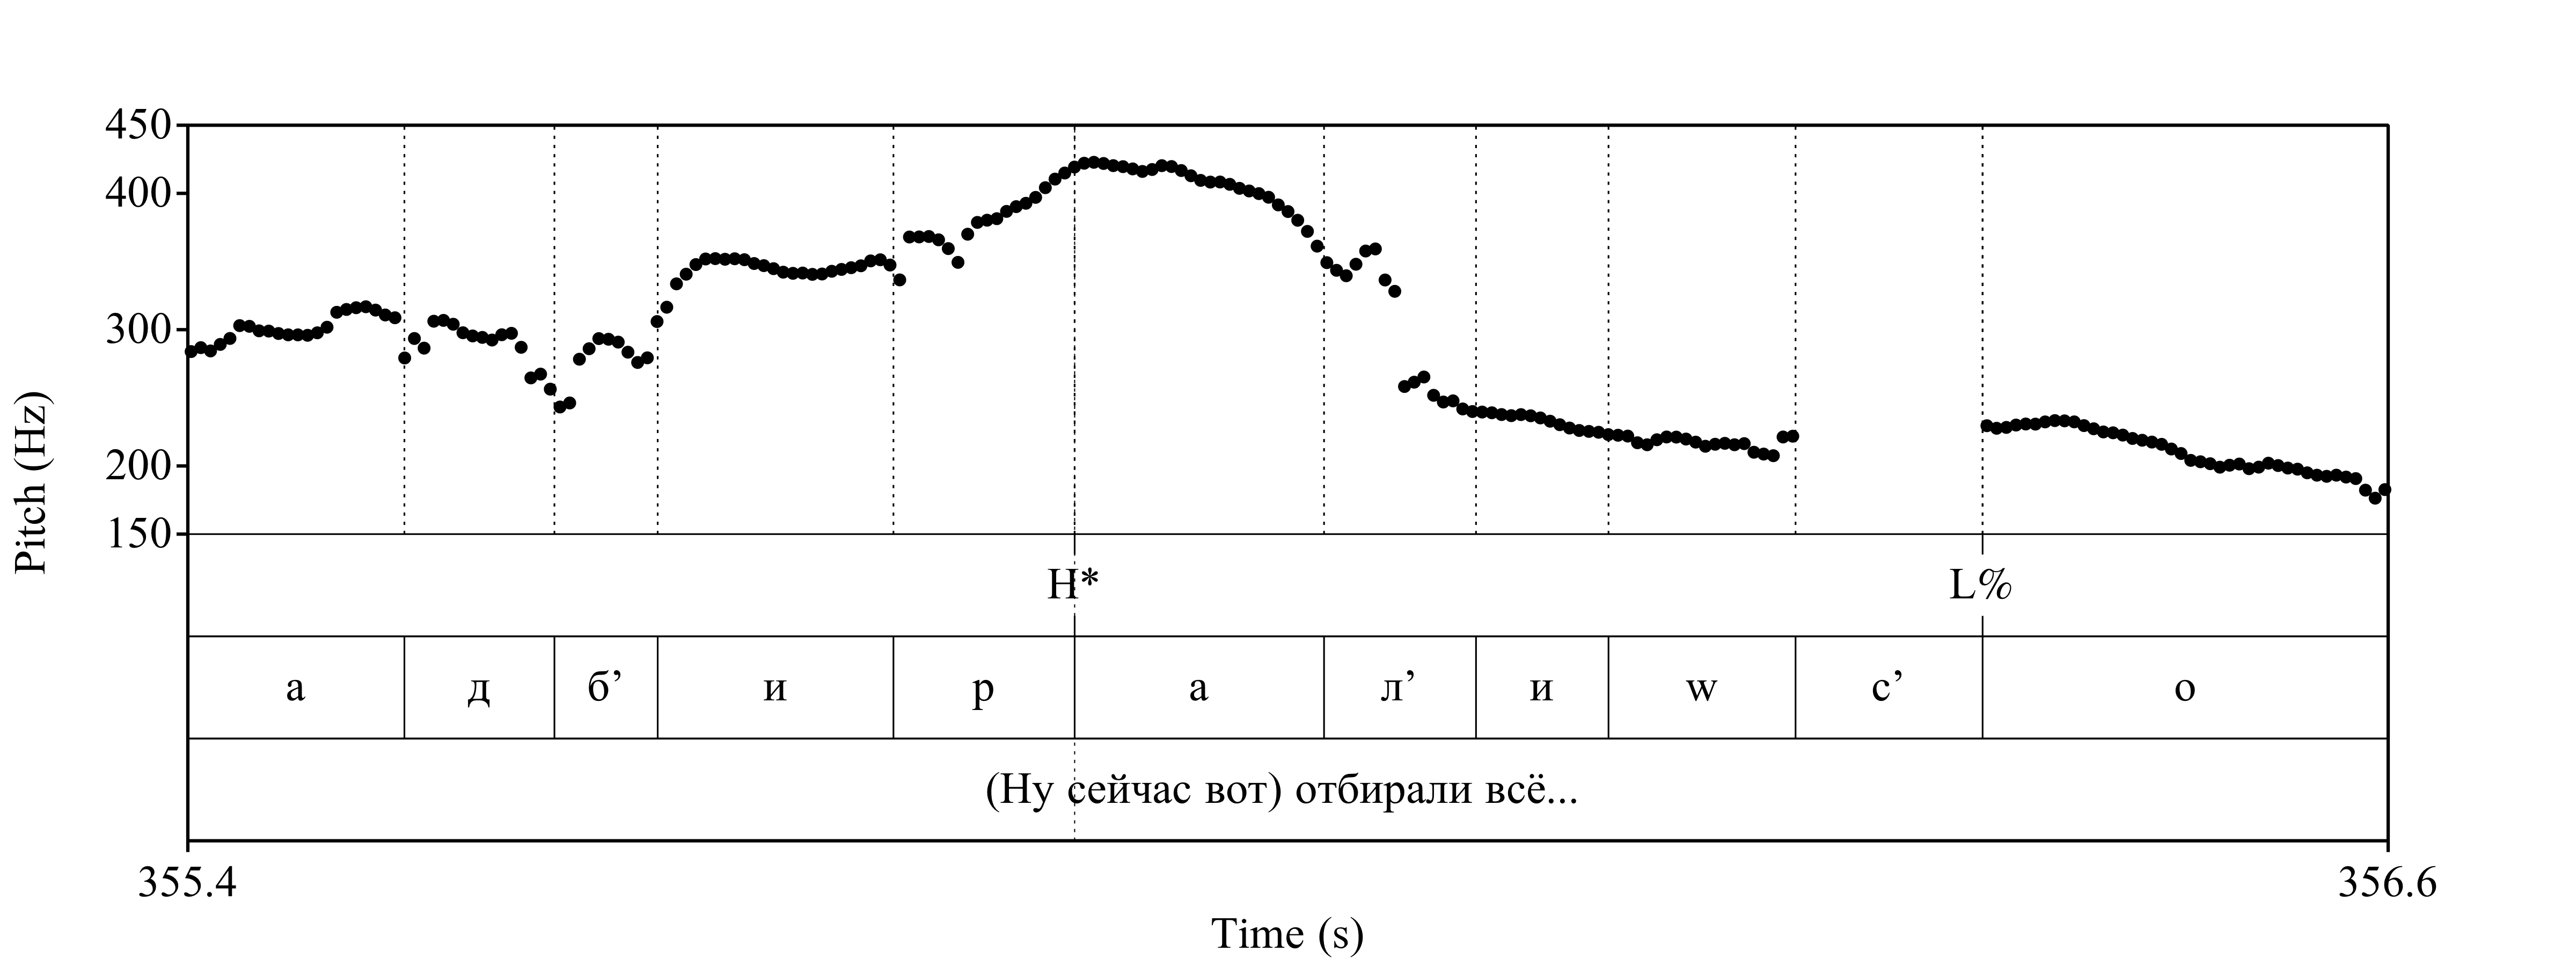 450
400
300
200
150
Pitch (Hz)
H* L%
а д б’ и р а л’ и w с’ о
(Ну сейчас вот) отбирали всё...
355.4 356.6
Time (s)